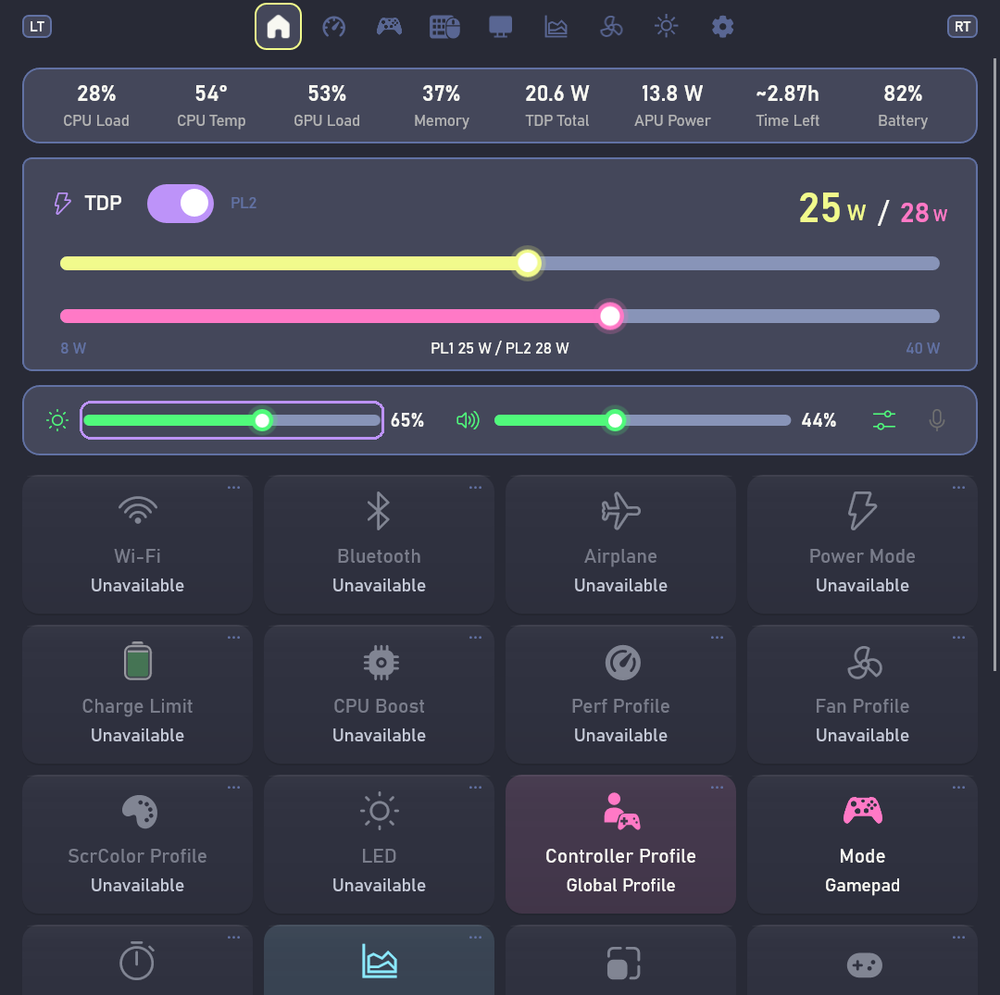 LT
RT
28% 54° 53% 37% 20.6 W 13.8 W ~2.87h 82%
CPU Load CPU Temp GPU Load Memory TDP Total APU Power Time Left Battery
TDP PL2 25 W / 28 W
8 W PL1 25 W / PL2 28 W 40 W
65% 44%
Wi-Fi Bluetooth Airplane Power Mode
Unavailable Unavailable Unavailable Unavailable
Charge Limit CPU Boost Perf Profile Fan Profile
Unavailable Unavailable Unavailable Unavailable
ScrColor Profile LED Controller Profile Mode
Unavailable Unavailable Global Profile Gamepad